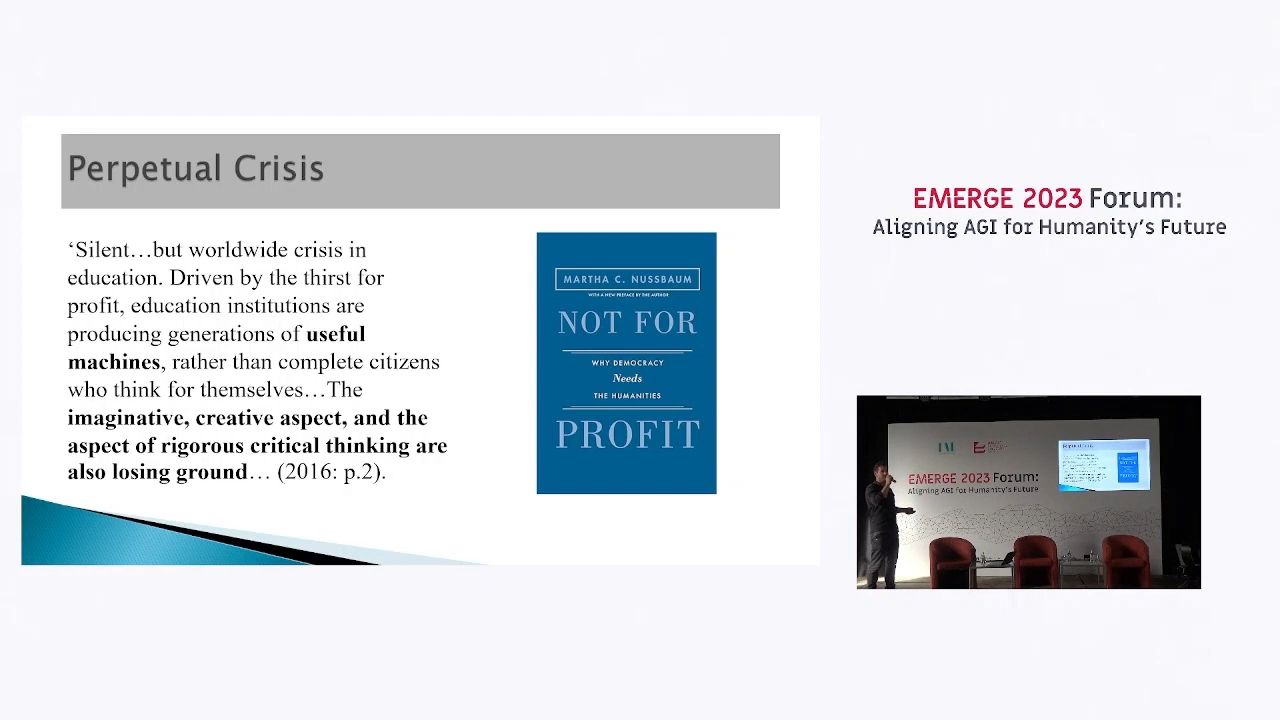 Perpetual Crisis
‘Silent…but worldwide crisis in
education. Driven by the thirst for
profit, education institutions are
producing generations of useful
machines, rather than complete citizens
who think for themselves…The
imaginative, creative aspect, and the
aspect of rigorous critical thinking are
also losing ground… (2016: p.2).
MARTHA C. NUSSBAUM
WITH A NEW PREFACE BY THE AUTHOR
NOT FOR
WHY DEMOCRACY
Needs
THE HUMANITIES
PROFIT
EMERGE 2023 Forum:
Aligning AGI for Humanity's Future
EMERGE 2023 Forum:
Aligning AGI for Humanity's Future